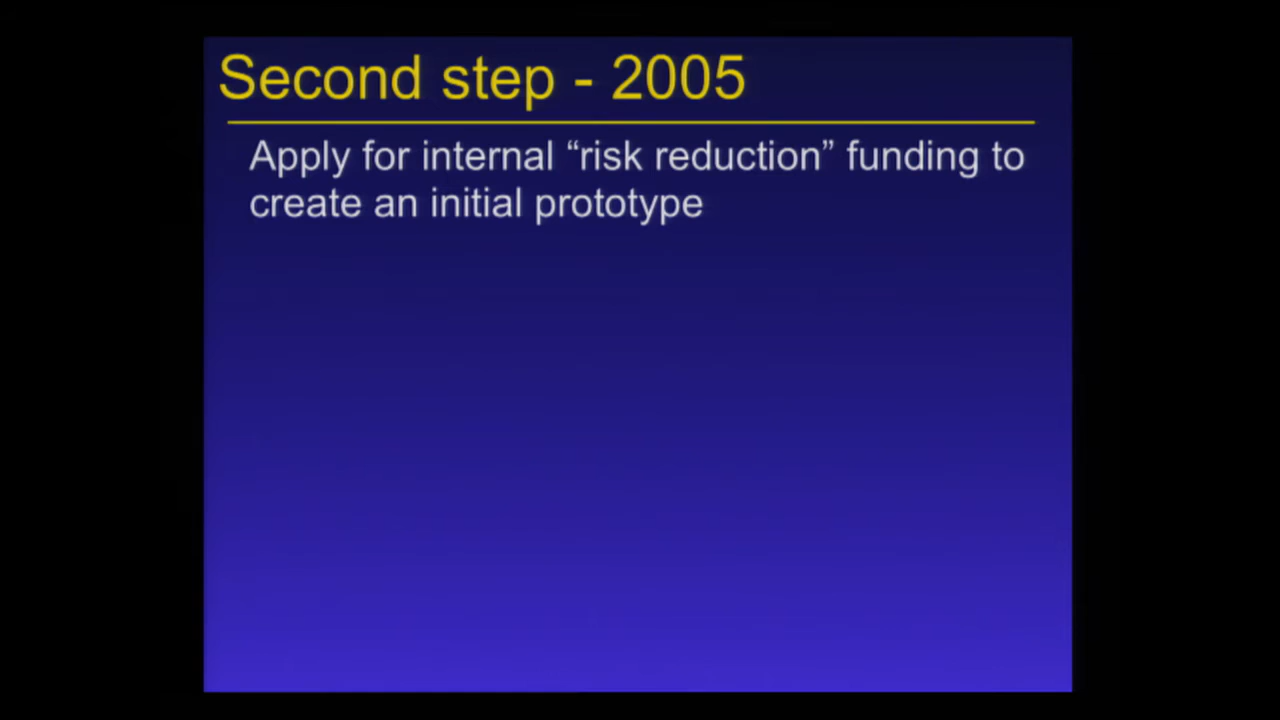 Second step - 2005
Apply for internal “risk reduction” funding to
create an initial prototype